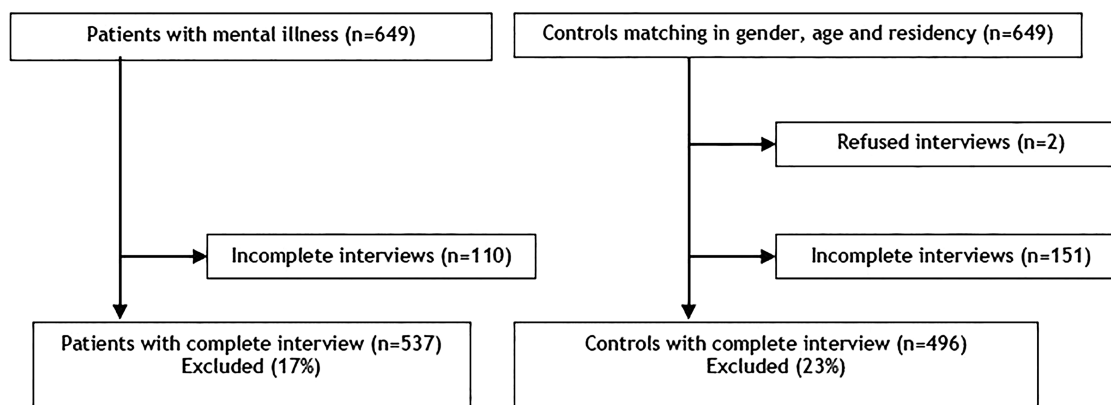 Patients with mental illness (n=649)
Controls matching in gender, age and residency (n=649)
Refused interviews (n=2)
Incomplete interviews (n=110)
Incomplete interviews (n=151)
Patients with complete interview (n=537)
Excluded (17%)
Controls with complete interview (n=496)
Excluded (23%)